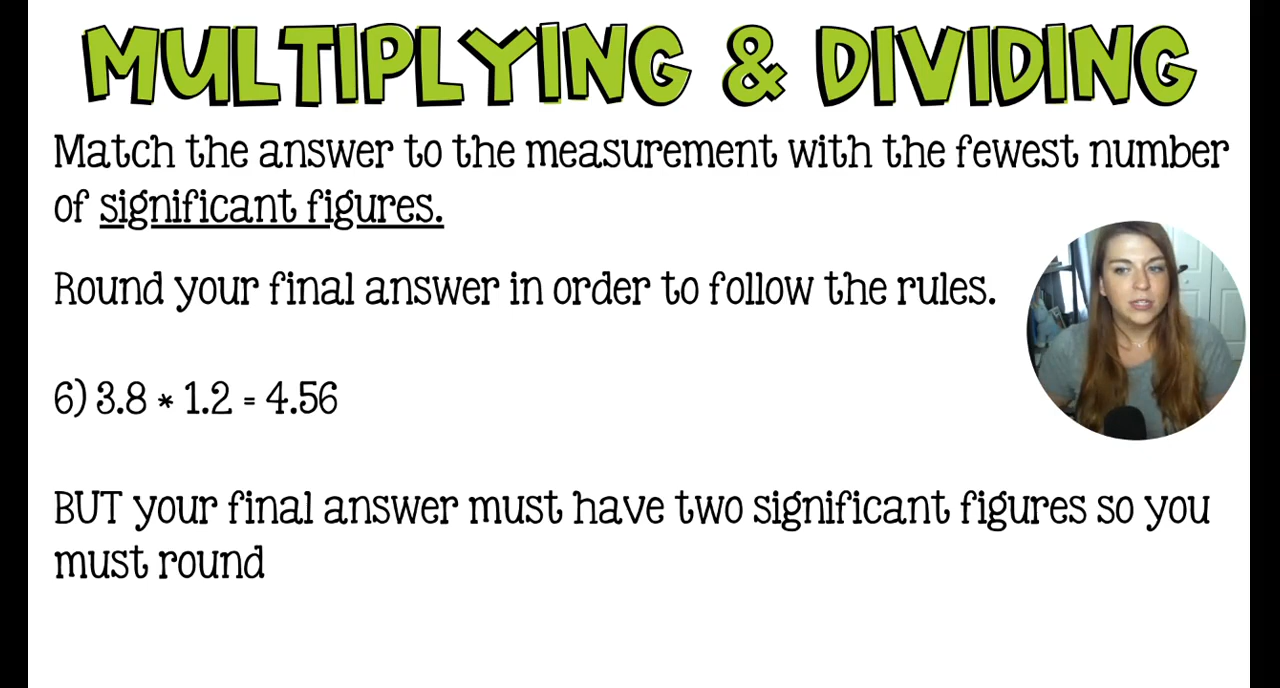 MULTIPLYING & DIVIDING
Match the answer to the measurement with the fewest number
of significant figures.
Round your final answer in order to follow the rules.
6) 3.8 * 1.2 = 4.56
BUT your final answer must have two significant figures so you
must round